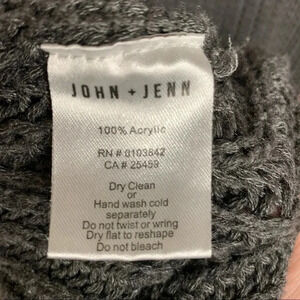 JOHN + JENN
100% Acrylic
RN # 0103842
CA # 25459
Dry Clean
or
Hand wash cold
separately
Do not twist or wring
Dry flat to reshape
Do not bleach